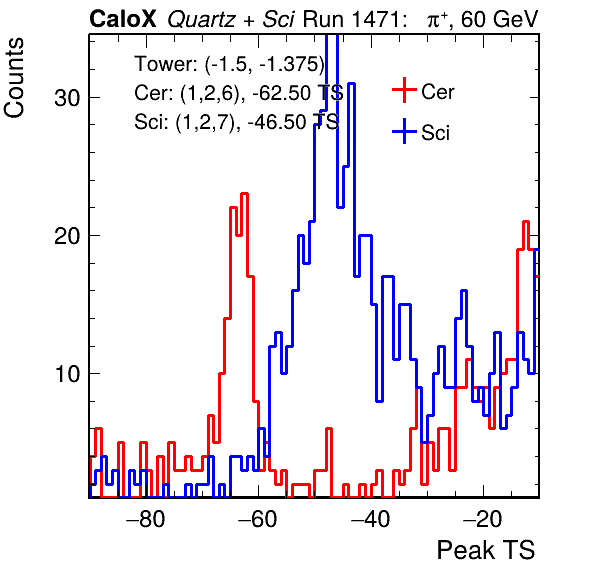 CaloX Quartz + Sci Run 1471: π⁺, 60 GeV
Counts
Tower: (-1.5, -1.375)
Cer: (1,2,6), -62.50 TS
Sci: (1,2,7), -46.50 TS
Cer
Sci
30
20
10
−80 −60 −40 −20
Peak TS